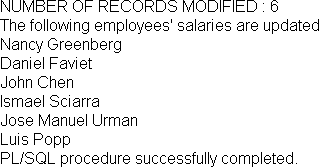 NUMBER OF RECORDS MODIFIED : 6
The following employees' salaries are updated
Nancy Greenberg
Daniel Faviet
John Chen
Ismael Sciarra
Jose Manuel Urman
Luis Popp
PL/SQL procedure successfully completed.